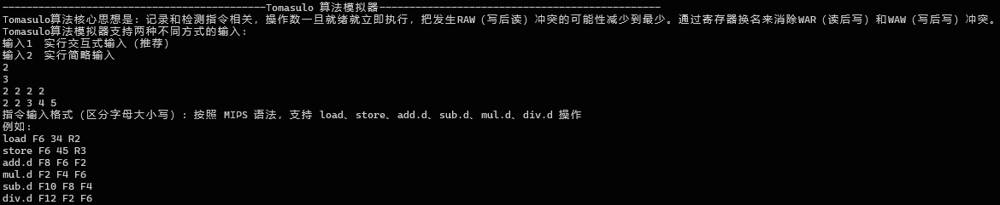 ————————————————————————————————————————————Tomasulo 算法模拟器———————————————————————————————————————————————
Tomasulo算法核心思想是: 记录和检测指令相关, 操作数一旦就绪就立即执行, 把发生RAW (写后读) 冲突的可能性减少到最少。通过寄存器换名来消除WAR (读后写) 和WAW (写后写) 冲突。
Tomasulo算法模拟器支持两种不同方式的输入:
输入1 实行交互式输入 (推荐)
输入2 实行简略输入
2
3
2 2 2 2
2 2 3 4 5
指令输入格式 (区分字母大小写) : 按照 MIPS 语法, 支持 load、store、add.d、sub.d、mul.d、div.d 操作
例如:
load F6 34 R2
store F6 45 R3
add.d F8 F6 F2
mul.d F2 F4 F6
sub.d F10 F8 F4
div.d F12 F2 F6